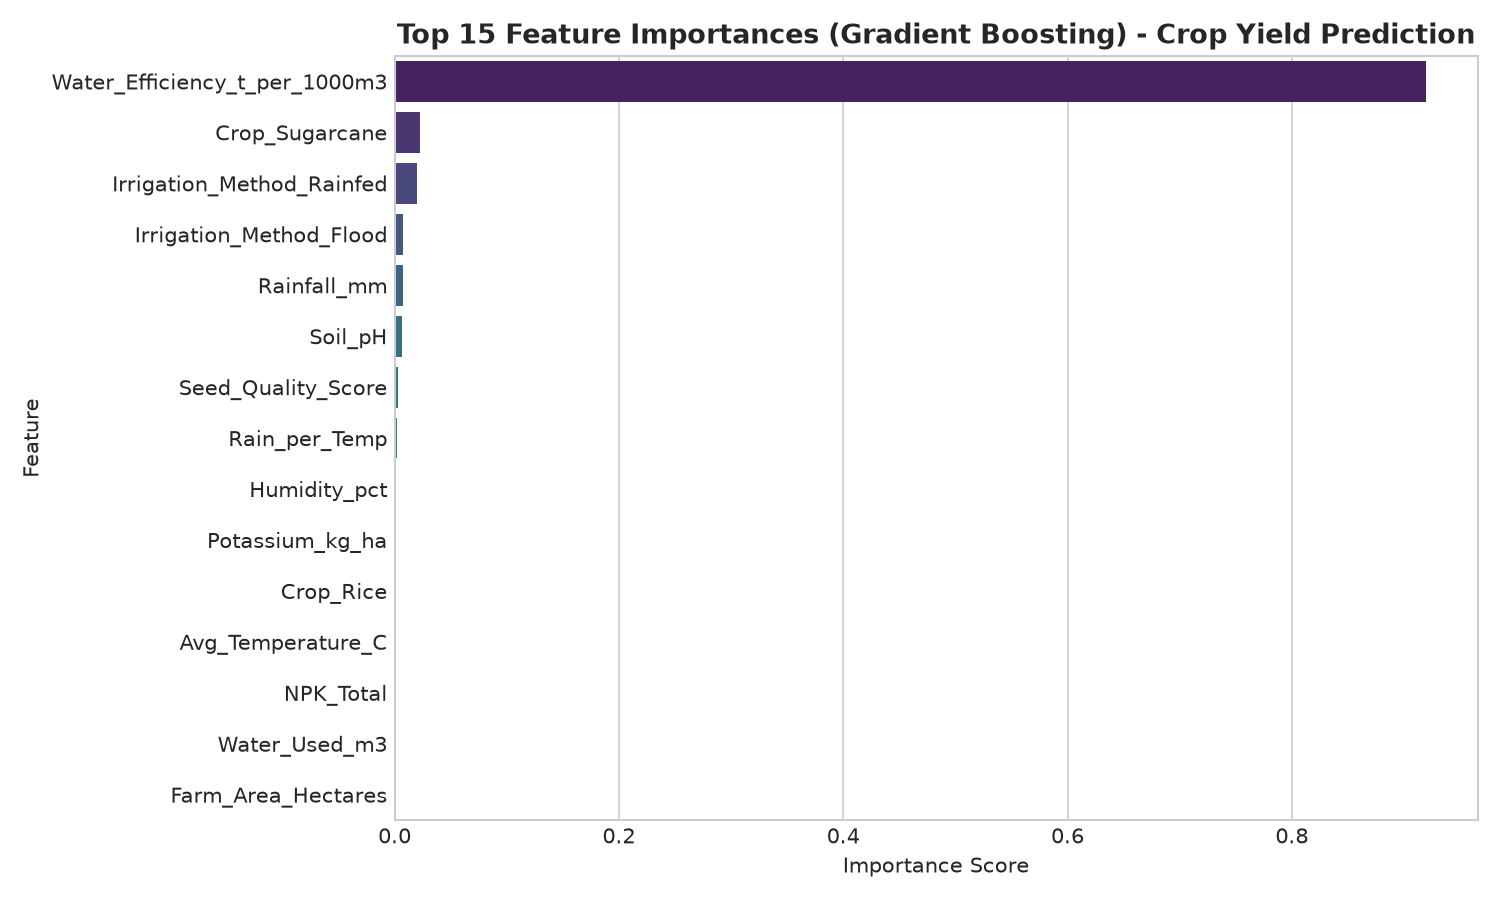 Top 15 Feature Importances (Gradient Boosting) - Crop Yield Prediction
Water_Efficiency_t_per_1000m3
Crop_Sugarcane
Irrigation_Method_Rainfed
Irrigation_Method_Flood
Rainfall_mm
Soil_pH
Seed_Quality_Score
Rain_per_Temp
Humidity_pct
Potassium_kg_ha
Crop_Rice
Avg_Temperature_C
NPK_Total
Water_Used_m3
Farm_Area_Hectares
Feature
0.0 0.2 0.4 0.6 0.8
Importance Score